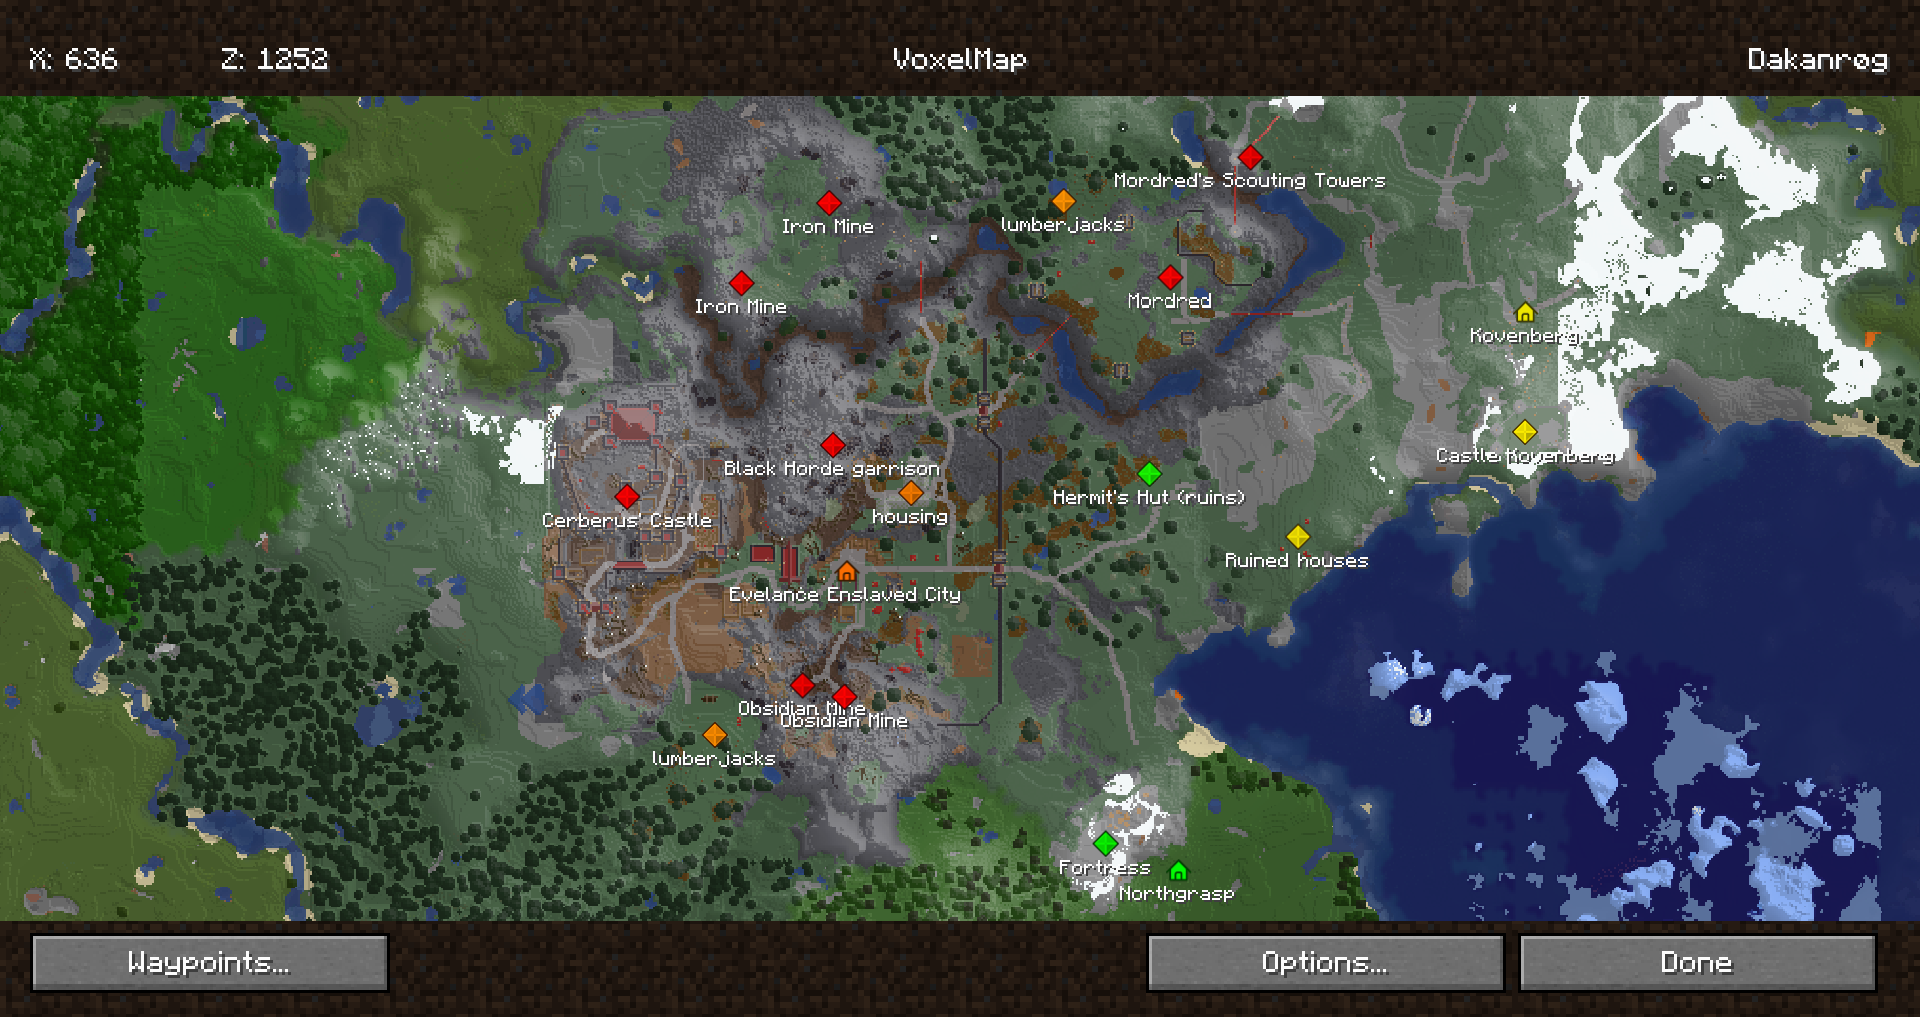 X: 636
Z: 1252
VoxelMap
Dakanrøg
Mordred's Scouting Towers
Iron Mine
lumberjacks
Iron Mine
Mordred
Kovenberg
Castle Kovenberg
Black Horde garrison
Hermit's Hut (ruins)
Cerberus' Castle
housing
Ruined houses
Evelance Enslaved City
Obsidian Mine
Obsidian Mine
lumberjacks
Fortress
Northgrasp
Waypoints...
Options...
Done